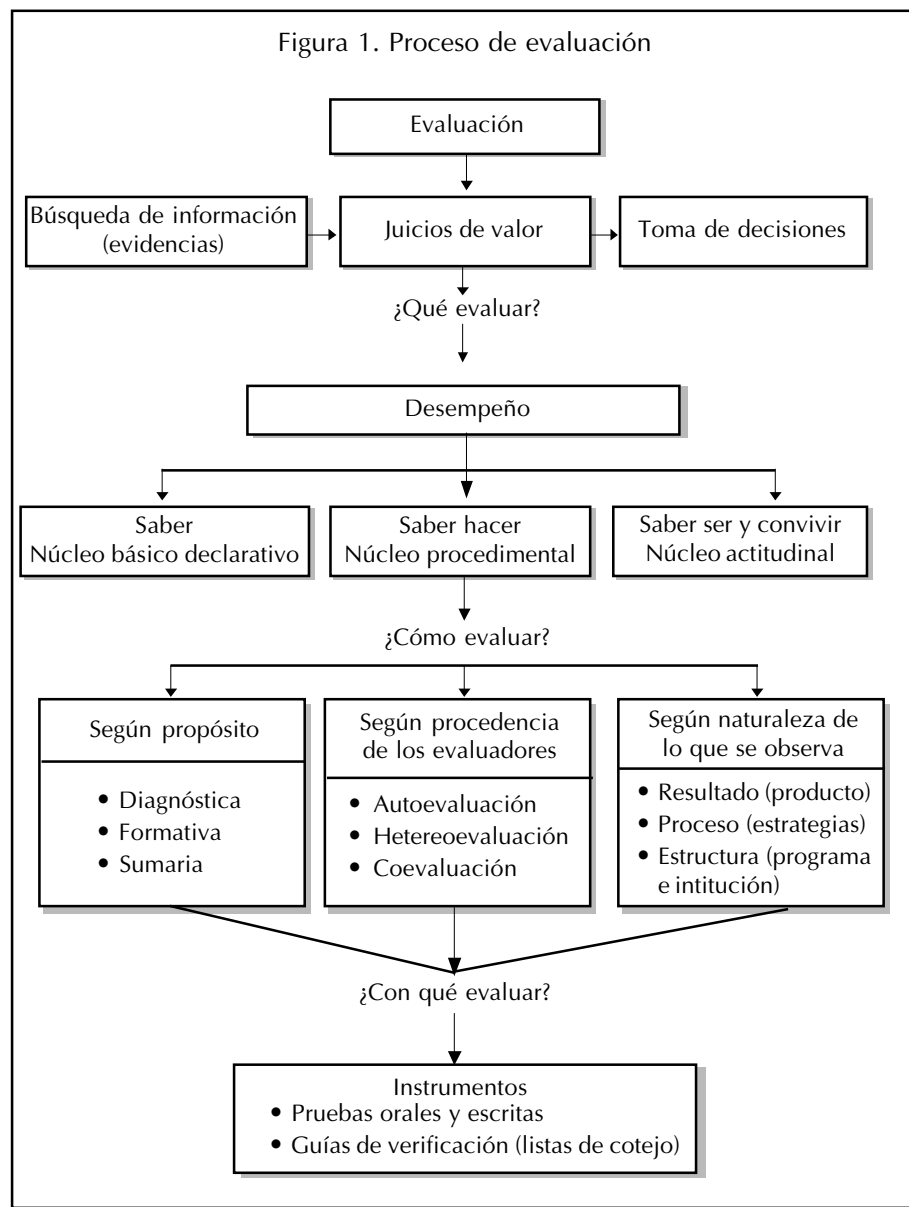 Figura 1. Proceso de evaluación
Evaluación
Búsqueda de información
(evidencias)
Juicios de valor
Toma de decisiones
¿Qué evaluar?
Desempeño
Saber
Núcleo básico declarativo
Saber hacer
Núcleo procedimental
Saber ser y convivir
Núcleo actitudinal
¿Cómo evaluar?
Según propósito
• Diagnóstica
• Formativa
• Sumaria
Según procedencia
de los evaluadores
• Autoevaluación
• Hetereoevaluación
• Coevaluación
Según naturaleza de
lo que se observa
• Resultado (producto)
• Proceso (estrategias)
• Estructura (programa
e intitución)
¿Con qué evaluar?
Instrumentos
• Pruebas orales y escritas
• Guías de verificación (listas de cotejo)